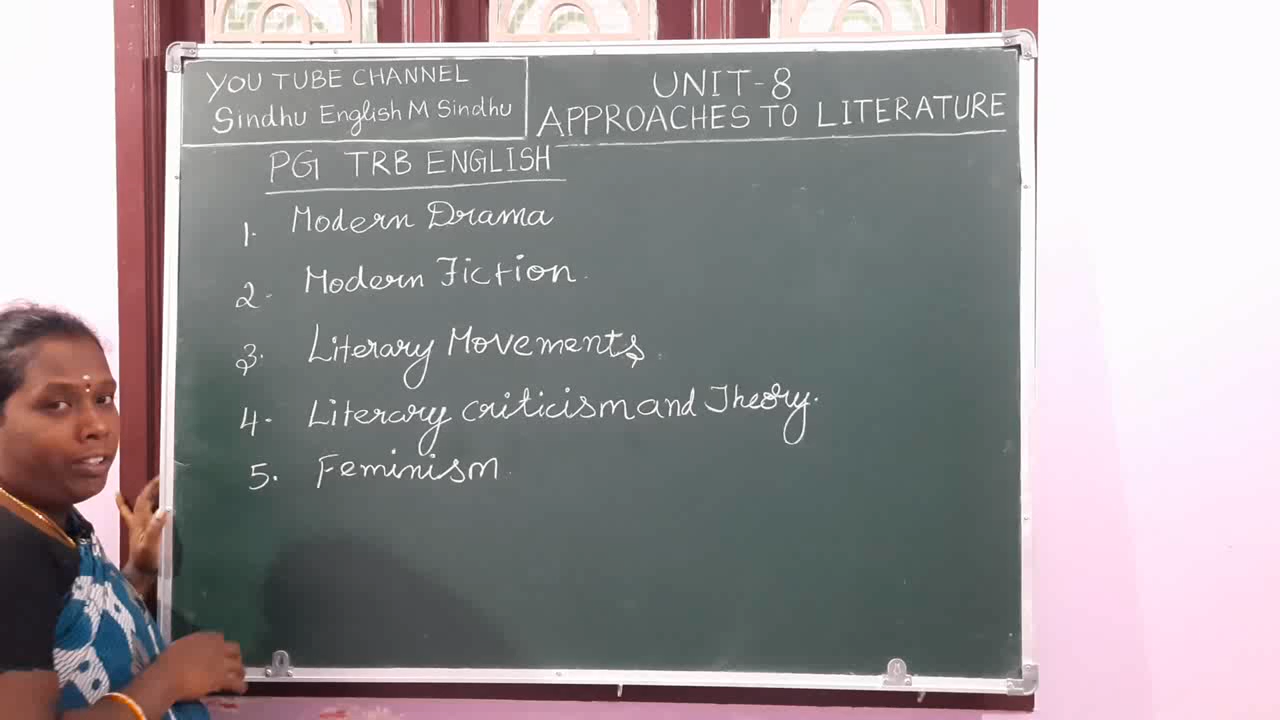 YOU TUBE CHANNEL
Sindhu English M Sindhu
UNIT-8
APPROACHES TO LITERATURE
PG TRB ENGLISH
1. Modern Drama
2. Modern Fiction.
3. Literary Movements.
4. Literary criticism and Theory.
5. Feminism.